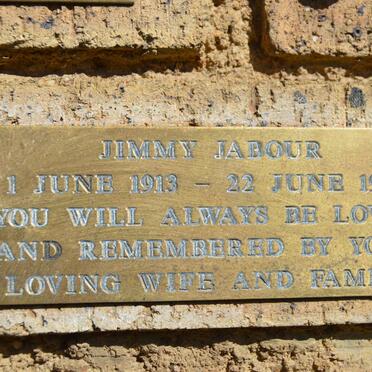 JIMMY JABOUR
1 JUNE 1913 - 22 JUNE
YOU WILL ALWAYS BE
AND REMEMBERED BY
LOVING WIFE AND